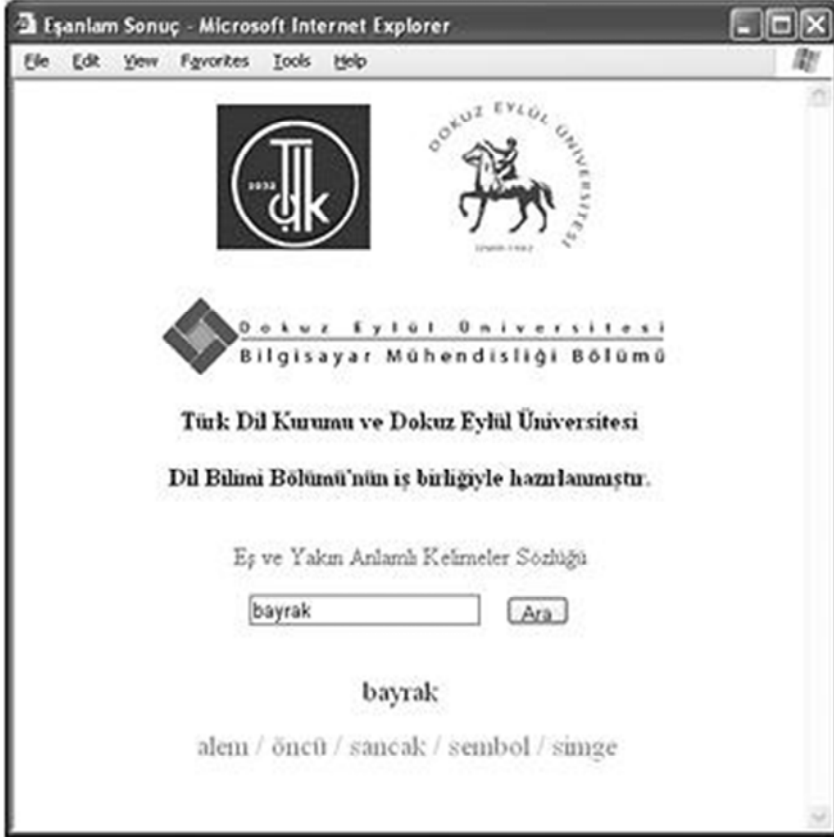 Eşanlam Sonuç - Microsoft Internet Explorer
File Edit View Favorites Tools Help
1932
TDK
DOKUZ EYLÜL ÜNİVERSİTESİ
Dokuz Eylül Üniversitesi
Bilgisayar Mühendisliği Bölümü
Türk Dil Kurumu ve Dokuz Eylül Üniversitesi
Dil Bilimi Bölümü'nün iş birliğiyle hazırlanmıştır.
Eş ve Yakın Anlamlı Kelimeler Sözlüğü
bayrak Ara
bayrak
alem / öncü / sancak / sembol / simge